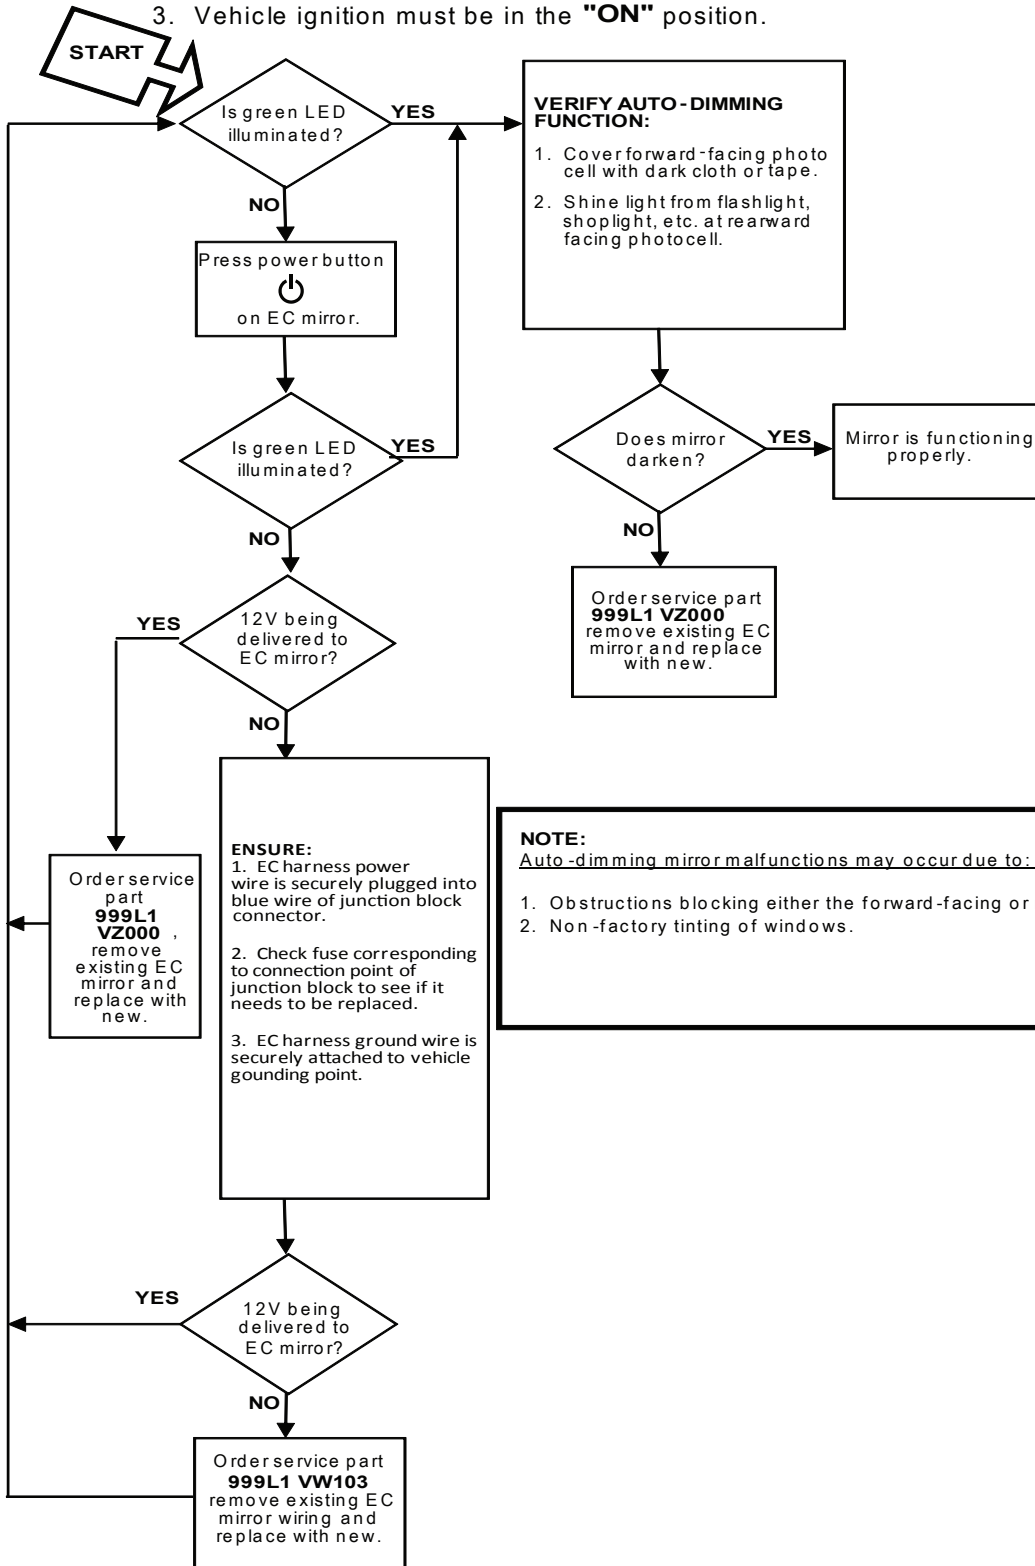 3. Vehicle ignition must be in the "ON" position.
START
Is green LED
illuminated?
YES
NO
Press power button
on EC mirror.
Is green LED
illuminated?
YES
NO
12V being
delivered to
EC mirror?
YES
NO
Order service
part
999L1
VZ000 ,
remove
existing EC
mirror and
replace with
new.
ENSURE:
1. EC harness power
wire is securely plugged into
blue wire of junction block
connector.
2. Check fuse corresponding
to connection point of
junction block to see if it
needs to be replaced.
3. EC harness ground wire is
securely attached to vehicle
gounding point.
12V being
delivered to
EC mirror?
YES
NO
Order service part
999L1 VW103
remove existing EC
mirror wiring and
replace with new.
VERIFY AUTO-DIMMING
FUNCTION:
1. Cover forward-facing photo
cell with dark cloth or tape.
2. Shine light from flashlight,
shoplight, etc. at rearward
facing photocell.
Does mirror
darken?
YES
Mirror is functioning
properly.
NO
Order service part
999L1 VZ000
remove existing EC
mirror and replace
with new.
NOTE:
Auto-dimming mirror malfunctions may occur due to:
1. Obstructions blocking either the forward-facing or
2. Non-factory tinting of windows.